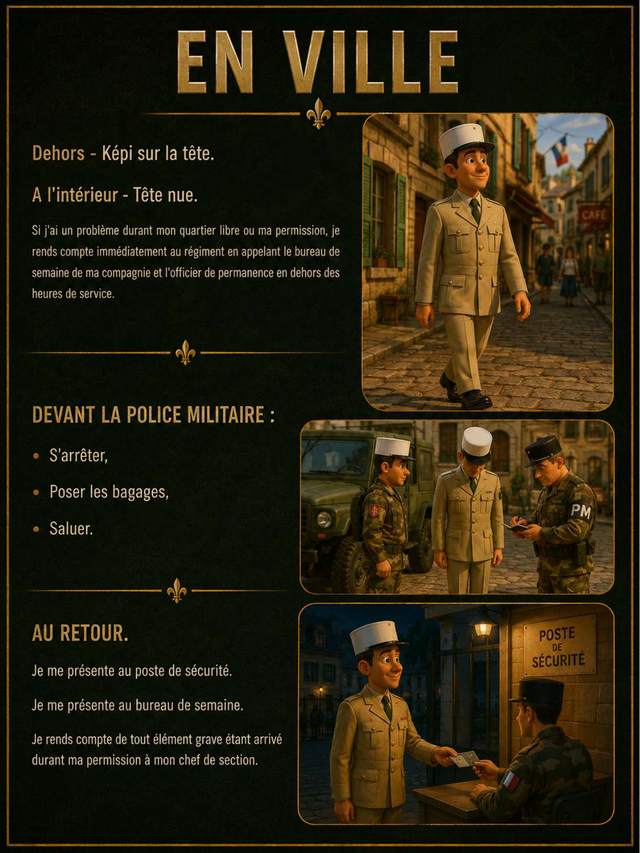 EN VILLE
Dehors - Képi sur la tête.
A l'intérieur - Tête nue.
Si j'ai un problème durant mon quartier libre ou ma permission, je
rends compte immédiatement au régiment en appelant le bureau de
semaine de ma compagnie et l'officier de permanence en dehors des
heures de service.
CAFÉ
DEVANT LA POLICE MILITAIRE :
• S'arrêter,
• Poser les bagages,
• Saluer.
PM
AU RETOUR.
Je me présente au poste de sécurité.
Je me présente au bureau de semaine.
Je rends compte de tout élément grave étant arrivé
durant ma permission à mon chef de section.
POSTE
DE
SÉCURITÉ